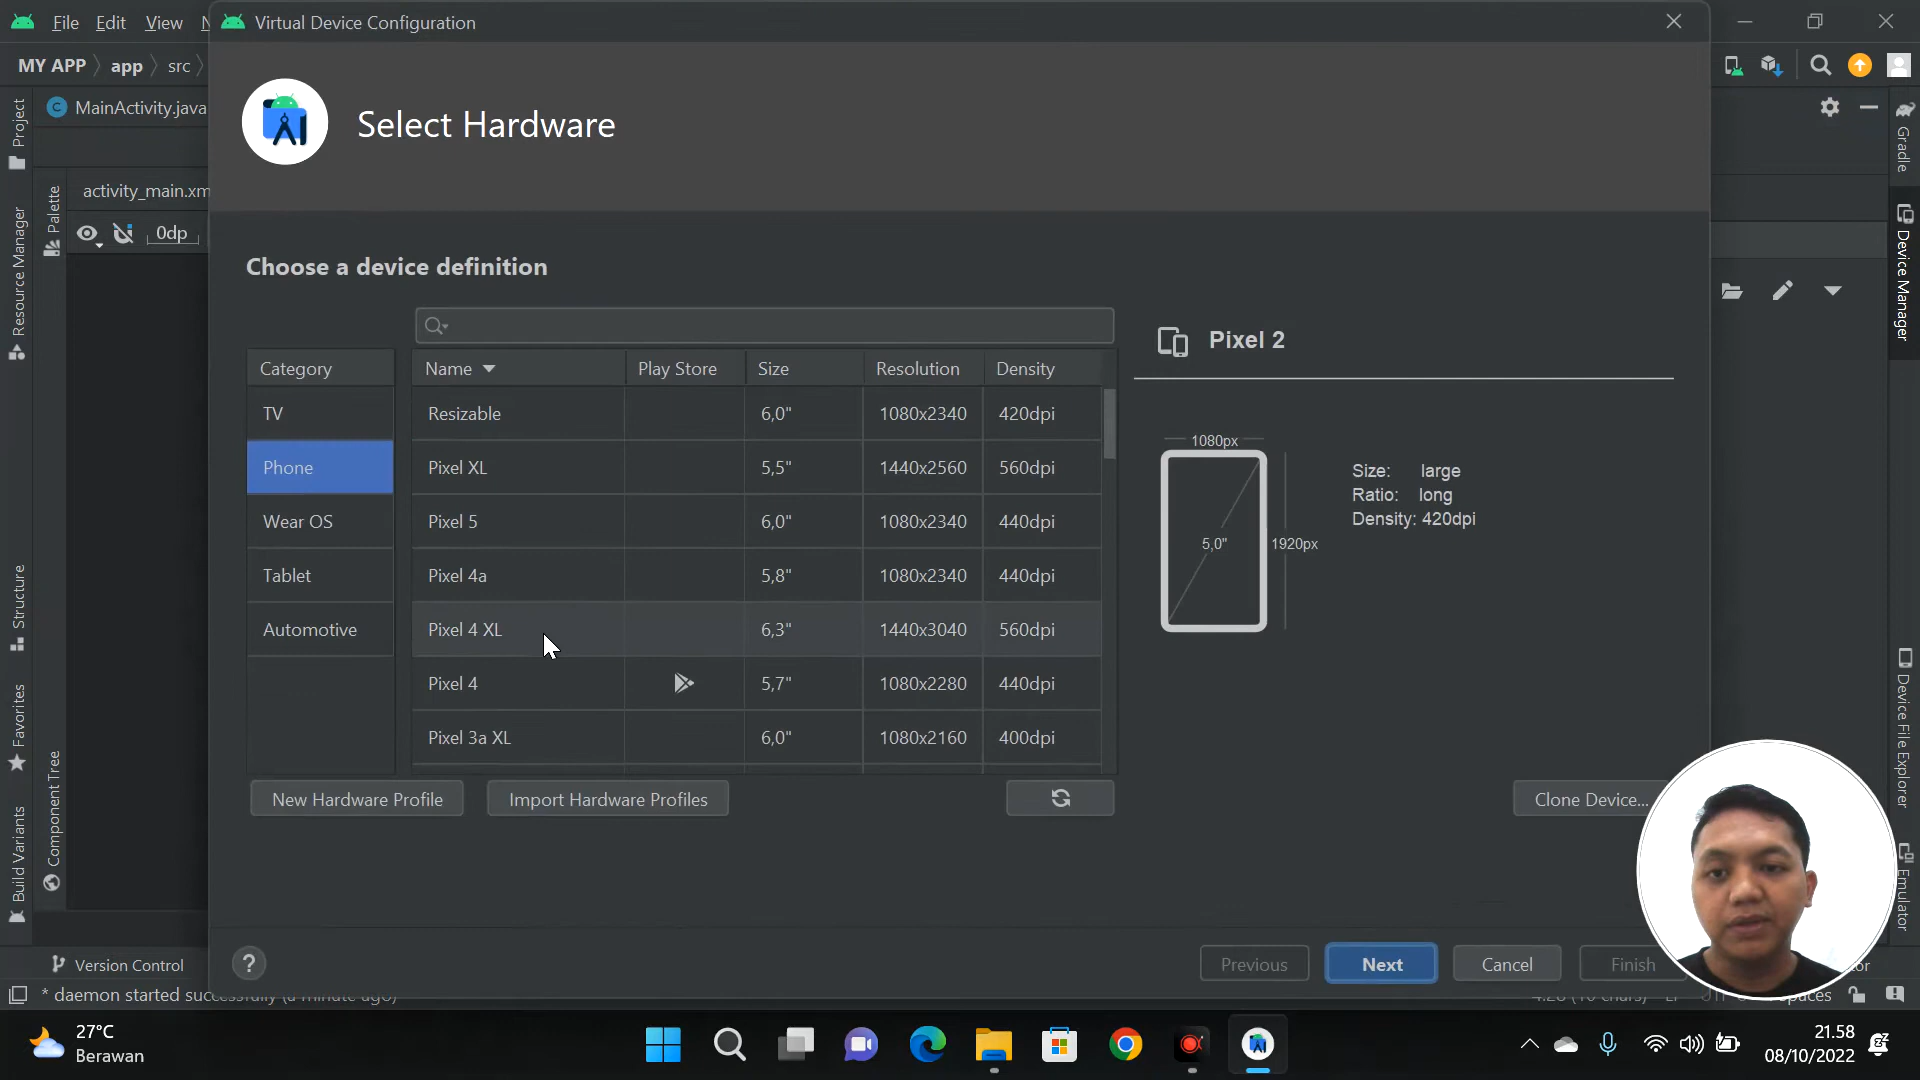 File Edit View N
Virtual Device Configuration
MY APP app src
MainActivity.java
Select Hardware
activity_main.xm
0dp
Choose a device definition
Category
TV
Phone
Wear OS
Tablet
Automotive
Name Play Store Size Resolution Density
Resizable 6,0" 1080x2340 420dpi
Pixel XL 5,5" 1440x2560 560dpi
Pixel 5 6,0" 1080x2340 440dpi
Pixel 4a 5,8" 1080x2340 440dpi
Pixel 4 XL 6,3" 1440x3040 560dpi
Pixel 4 5,7" 1080x2280 440dpi
Pixel 3a XL 6,0" 1080x2160 400dpi
Pixel 2
1080px
5,0"
1920px
Size: large
Ratio: long
Density: 420dpi
New Hardware Profile
Import Hardware Profiles
Clone Device...
?
Previous
Next
Cancel
Finish
Project
Resource Manager
Structure
Favorites
Build Variants
Palette
Component Tree
Gradle
Device Manager
Device File Explorer
Emulator
Version Control
* daemon started successfully (a minute ago)
27°C
Berawan
21.58
08/10/2022